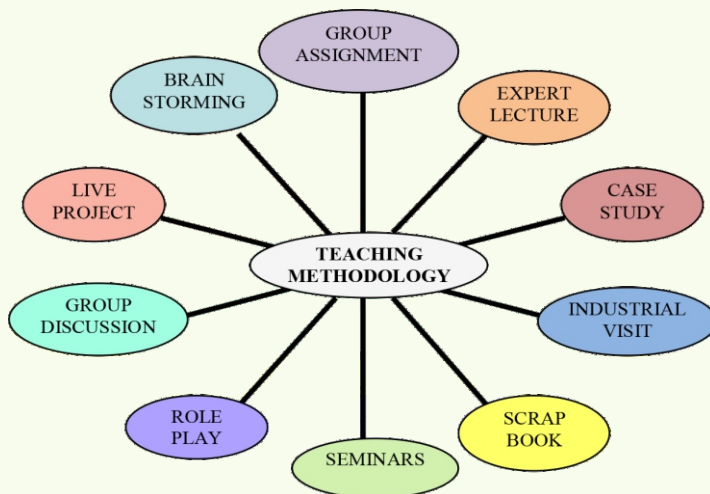 GROUP
ASSIGNMENT
BRAIN
STORMING
EXPERT
LECTURE
LIVE
PROJECT
CASE
STUDY
TEACHING
METHODOLOGY
GROUP
DISCUSSION
INDUSTRIAL
VISIT
ROLE
PLAY
SCRAP
BOOK
SEMINARS